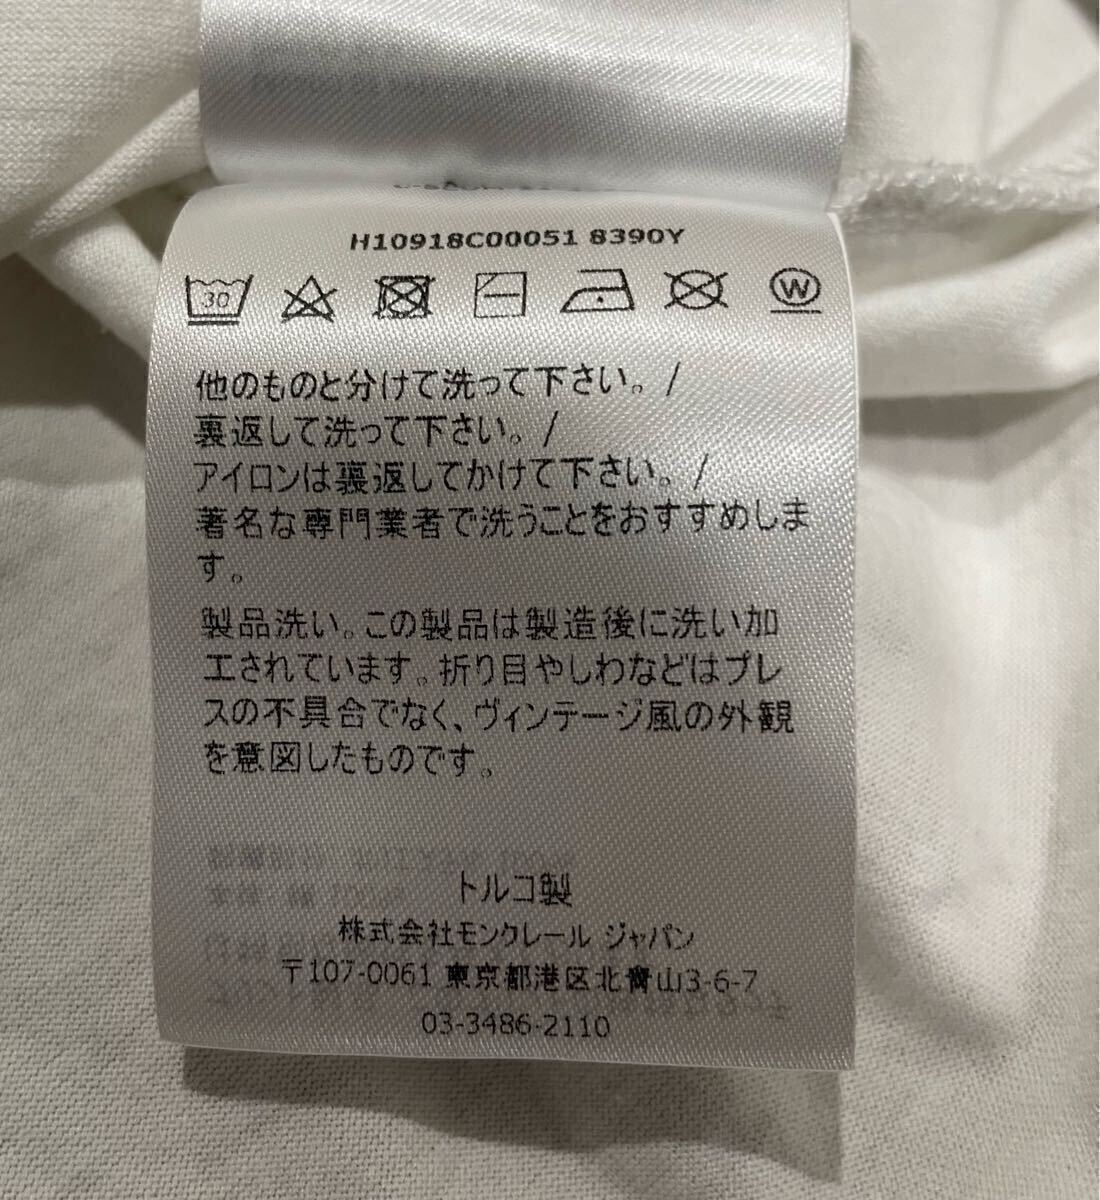 H10918C00051 8390Y
30
W
他のものと分けて洗って下さい。/
裏返して洗って下さい。/
アイロンは裏返してかけて下さい。/
著名な専門業者で洗うことをおすすめしま
す。
製品洗い。この製品は製造後に洗い加
工されています。折り目やしわなどはプレ
スの不具合でなく、ヴィンテージ風の外観
を意図したものです。
トルコ製
株式会社モンクレール ジャパン
〒107-0061 東京都港区北青山3-6-7
03-3486-2110